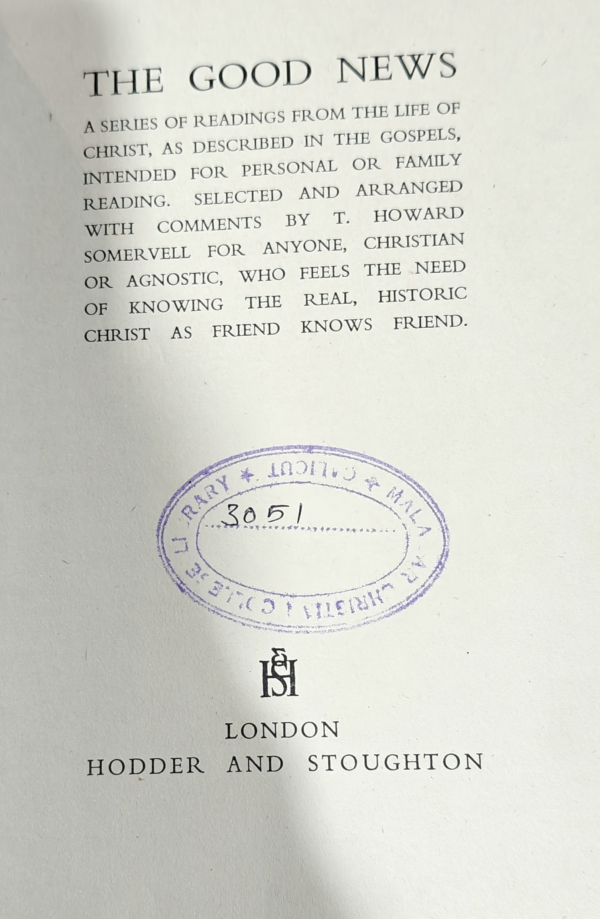 THE GOOD NEWS
A SERIES OF READINGS FROM THE LIFE OF
CHRIST, AS DESCRIBED IN THE GOSPELS,
INTENDED FOR PERSONAL OR FAMILY
READING. SELECTED AND ARRANGED
WITH COMMENTS BY T. HOWARD
SOMERVELL FOR ANYONE, CHRISTIAN
OR AGNOSTIC, WHO FEELS THE NEED
OF KNOWING THE REAL, HISTORIC
CHRIST AS FRIEND KNOWS FRIEND.
MALABAR CHRISTIAN COLLEGE LIBRARY
★ CALICUT ★
3051
H&S
LONDON
HODDER AND STOUGHTON